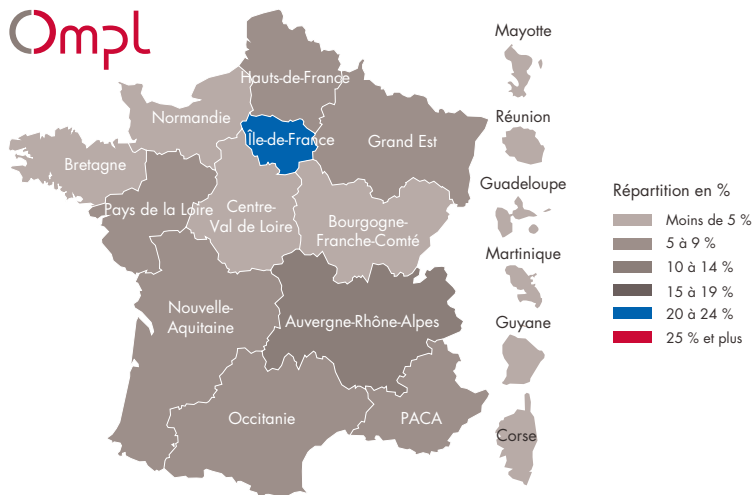 Ompl
Mayotte
Hauts-de-France
Normandie
Réunion
Île-de-France
Grand Est
Bretagne
Guadeloupe
Pays de la Loire
Centre-
Val de Loire
Bourgogne-
Franche-Comté
Martinique
Nouvelle-
Aquitaine
Auvergne-Rhône-Alpes
Guyane
Occitanie
PACA
Corse
Répartition en %
Moins de 5 %
5 à 9 %
10 à 14 %
15 à 19 %
20 à 24 %
25 % et plus